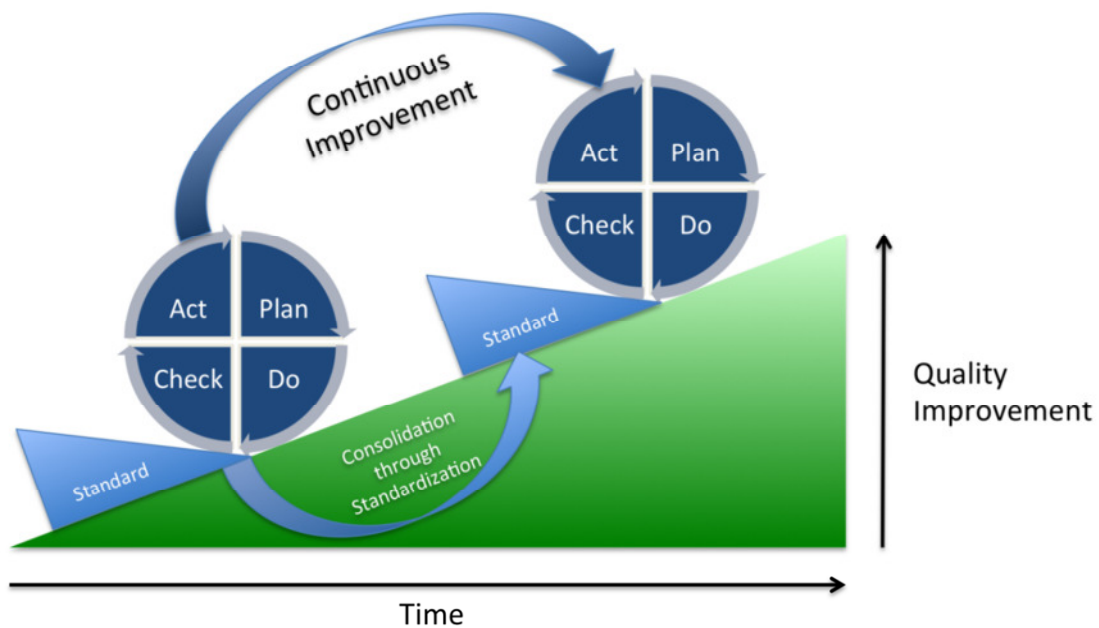 Continuous
Improvement
Act
Plan
Check
Do
Act
Plan
Check
Do
Standard
Standard
Consolidation
through
Standardization
Quality
Improvement
Time